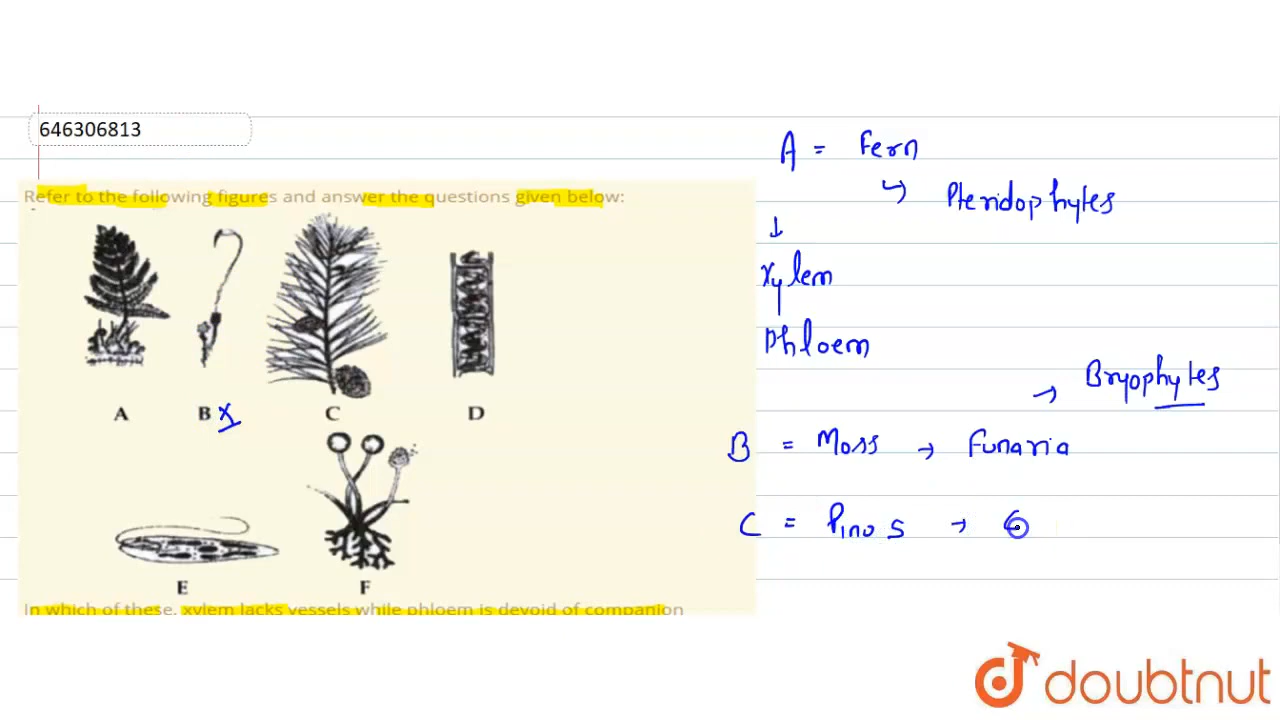 646306813
Refer to the following figures and answer the questions given below:
A B X C D
E F
In which of these, xylem lacks vessels while phloem is devoid of companion
A = Fern
↳ Pteridophytes
↓
xylem
Phloem
→ Bryophytes
B = Moss → Funaria
C = Pinos → G
doubtnut